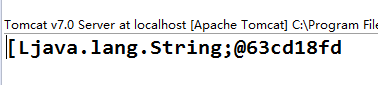 Tomcat v7.0 Server at localhost [Apache Tomcat] C:\Program File
[Ljava.lang.String;@63cd18fd